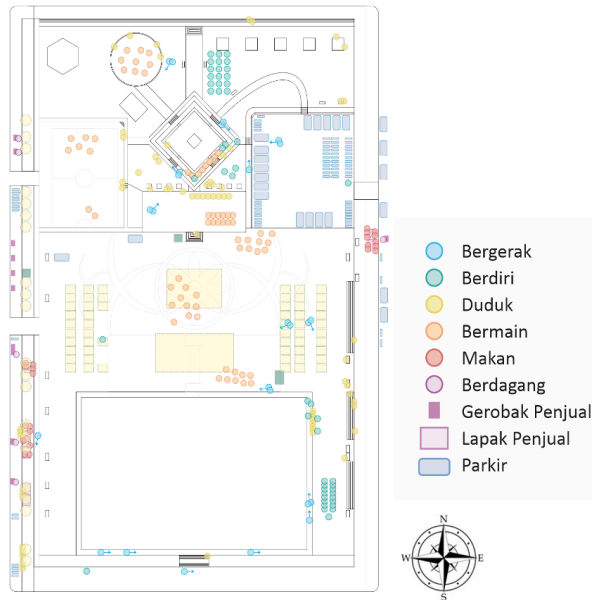 Bergerak
Berdiri
Duduk
Bermain
Makan
Berdagang
Gerobak Penjual
Lapak Penjual
Parkir
N
W E
S